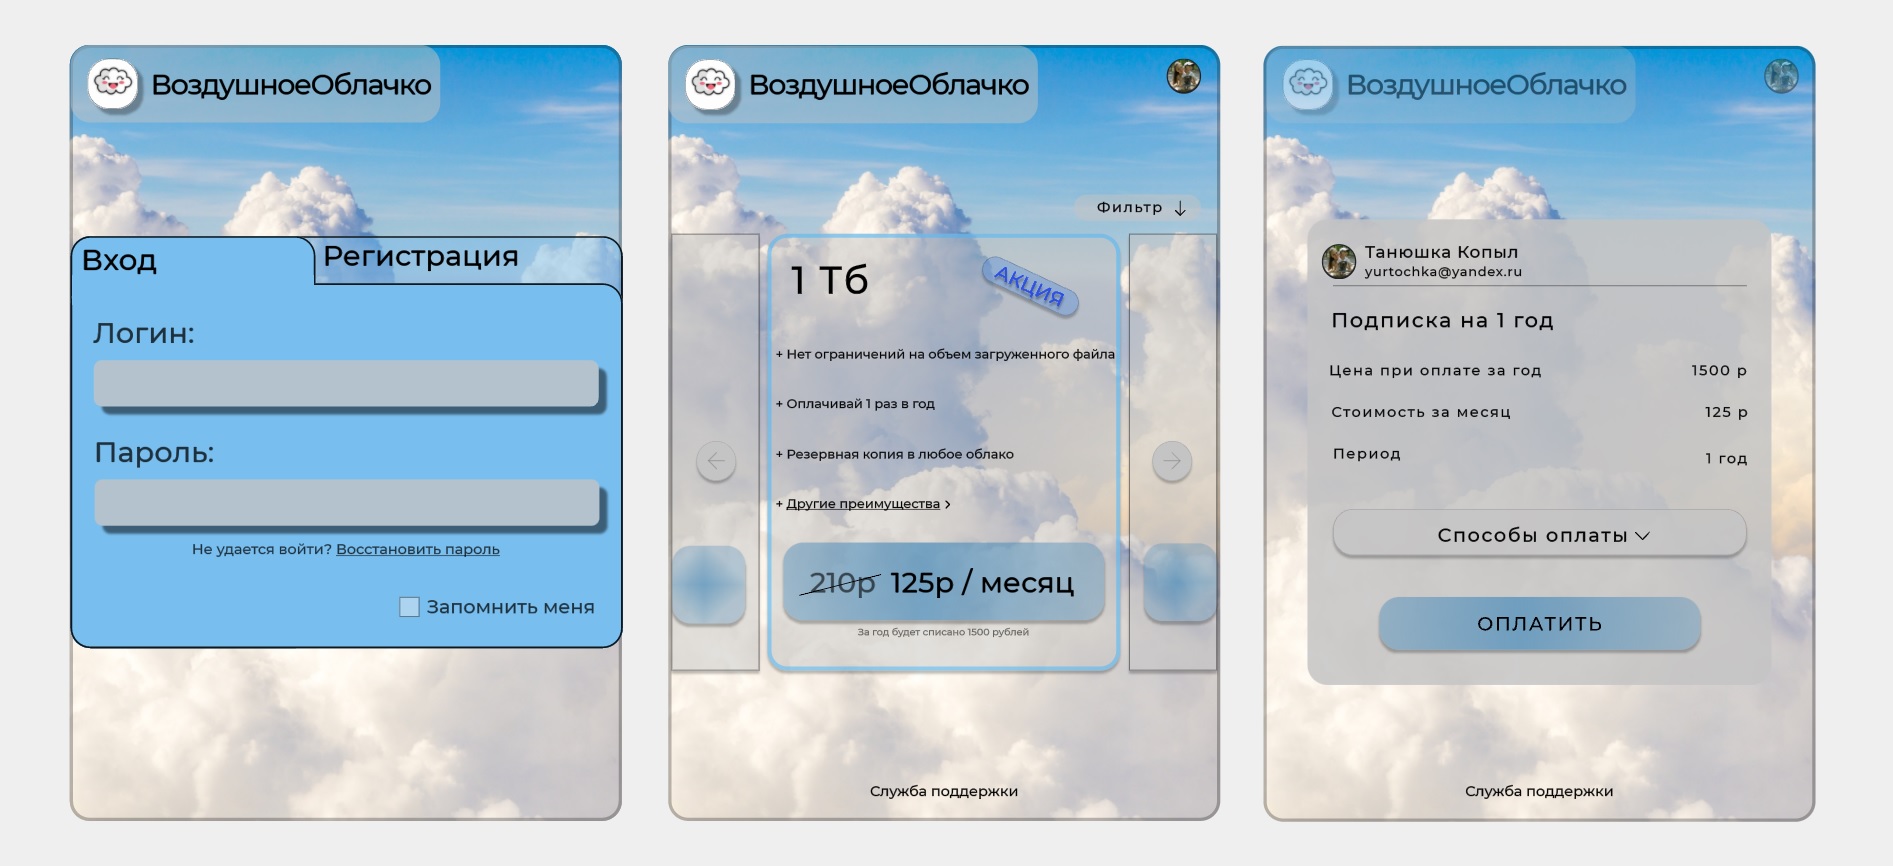 ВоздушноеОблачко
Вход
Регистрация
Логин:
Пароль:
Не удается войти? Восстановить пароль
Запомнить меня
ВоздушноеОблачко
Фильтр ↓
1 Тб
АКЦИЯ
+ Нет ограничений на объем загруженного файла
+ Оплачивай 1 раз в год
+ Резервная копия в любое облако
+ Другие преимущества >
210р 125р / месяц
За год будет списано 1500 рублей
Служба поддержки
ВоздушноеОблачко
Танюшка Копыл
yurtochka@yandex.ru
Подписка на 1 год
Цена при оплате за год 1500 р
Стоимость за месяц 125 р
Период 1 год
Способы оплаты
ОПЛАТИТЬ
Служба поддержки